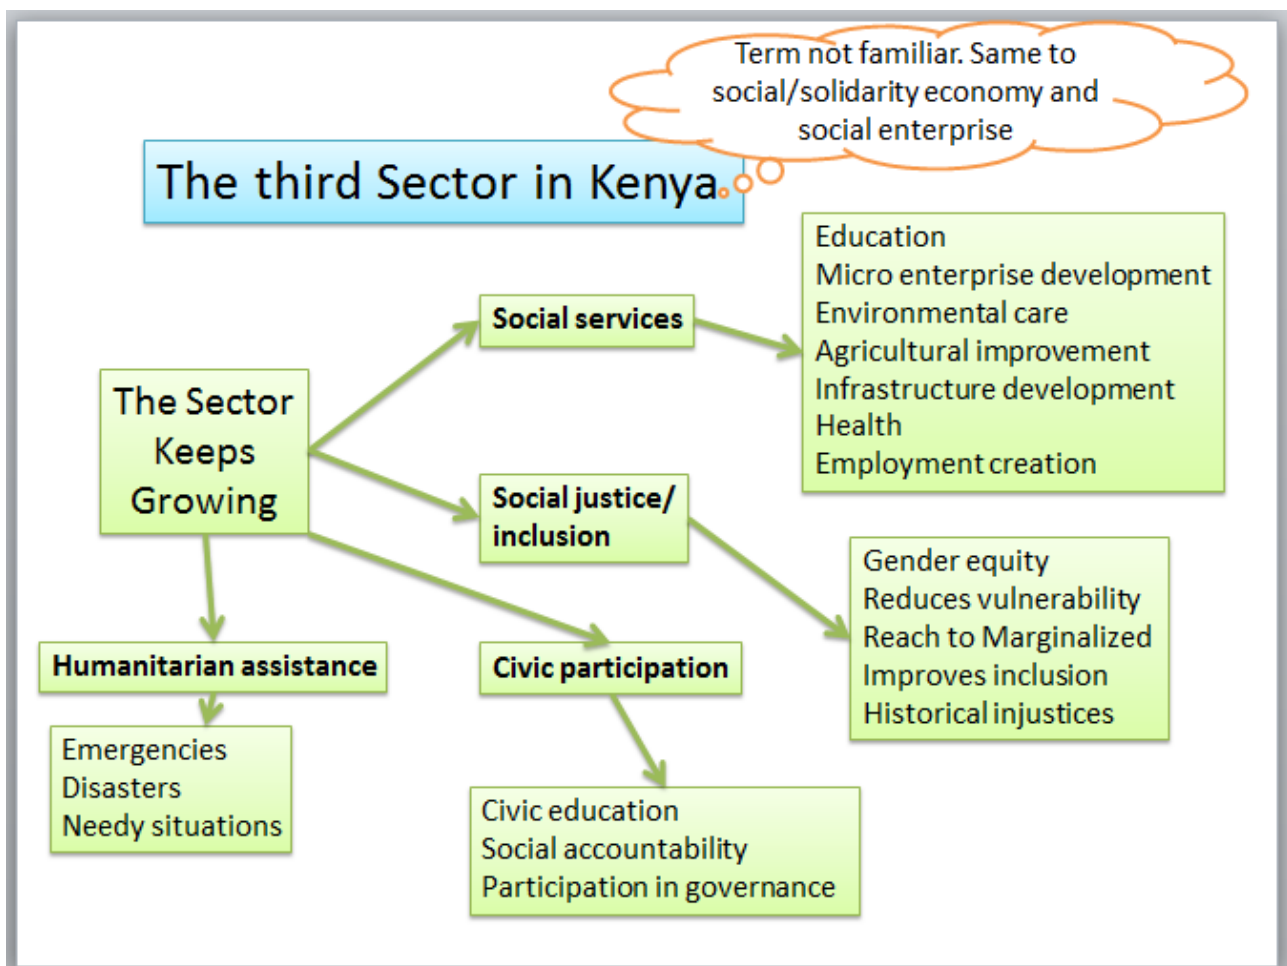 Term not familiar. Same to
social/solidarity economy and
social enterprise
The third Sector in Kenya
Education
Micro enterprise development
Environmental care
Agricultural improvement
Infrastructure development
Health
Employment creation
Social services
The Sector
Keeps
Growing
Social justice/
inclusion
Gender equity
Reduces vulnerability
Reach to Marginalized
Improves inclusion
Historical injustices
Humanitarian assistance
Civic participation
Emergencies
Disasters
Needy situations
Civic education
Social accountability
Participation in governance